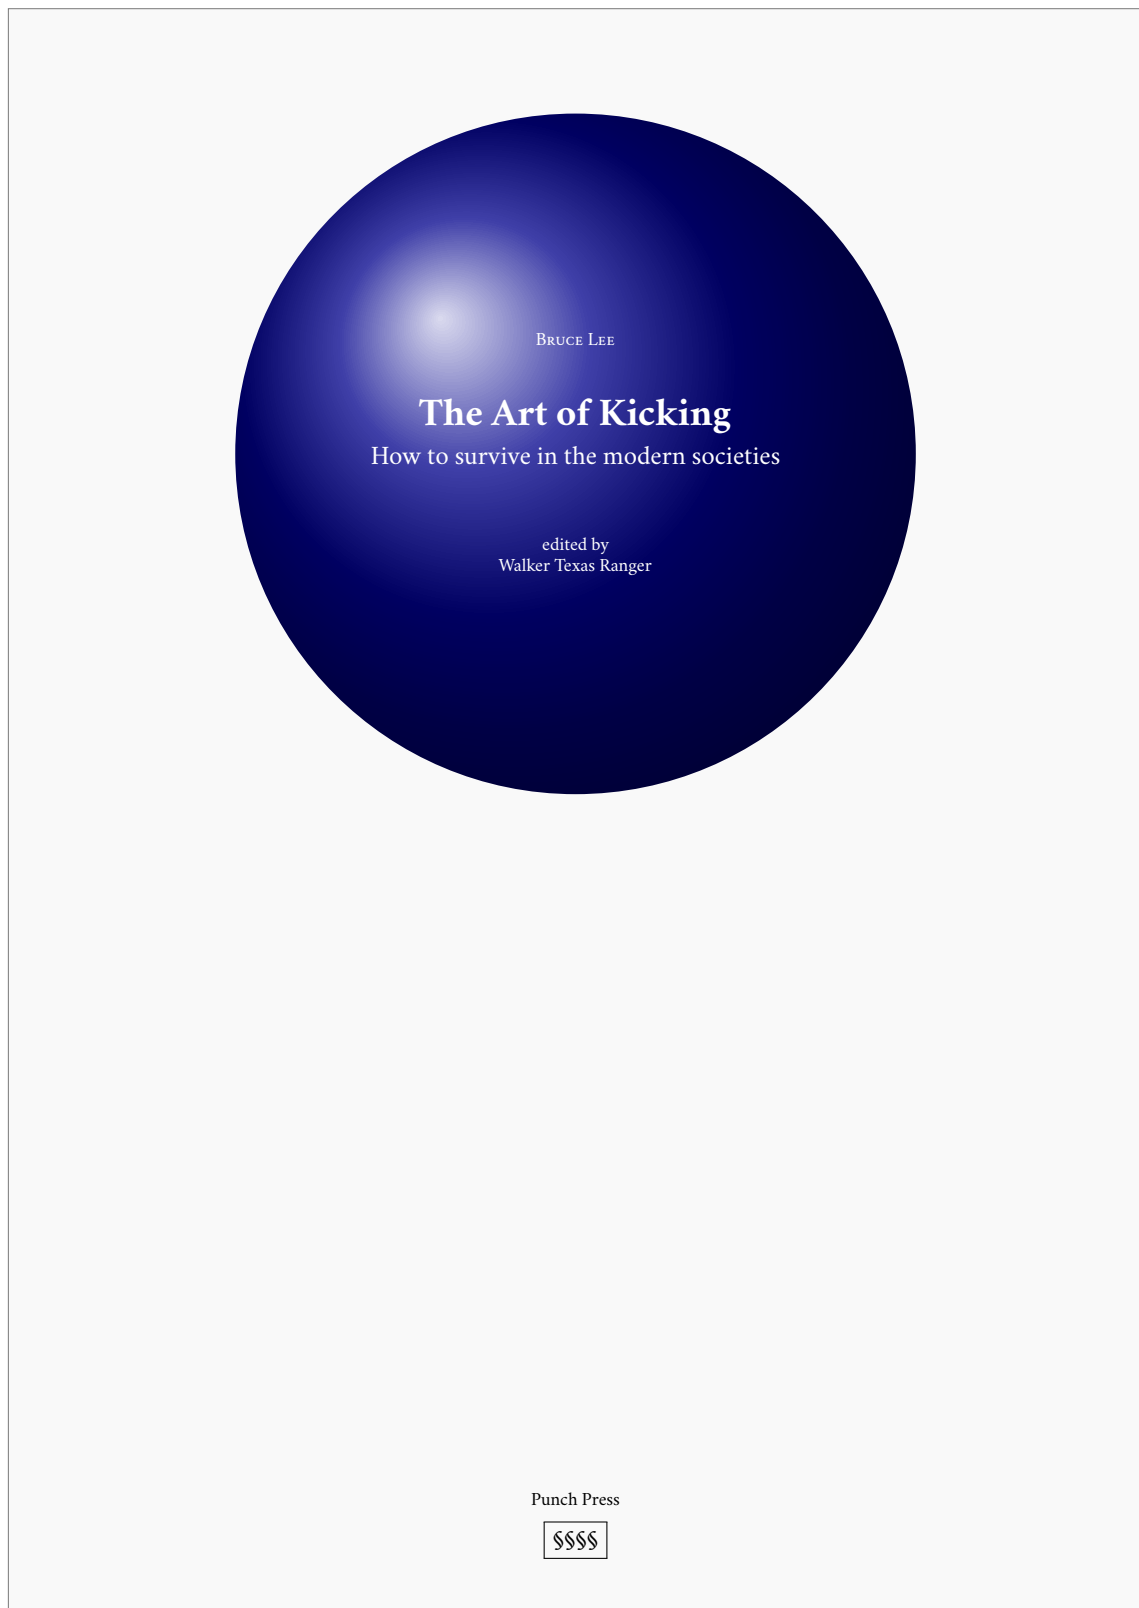 Bruce Lee
The Art of Kicking
How to survive in the modern societies
edited by
Walker Texas Ranger
Punch Press
§§§§